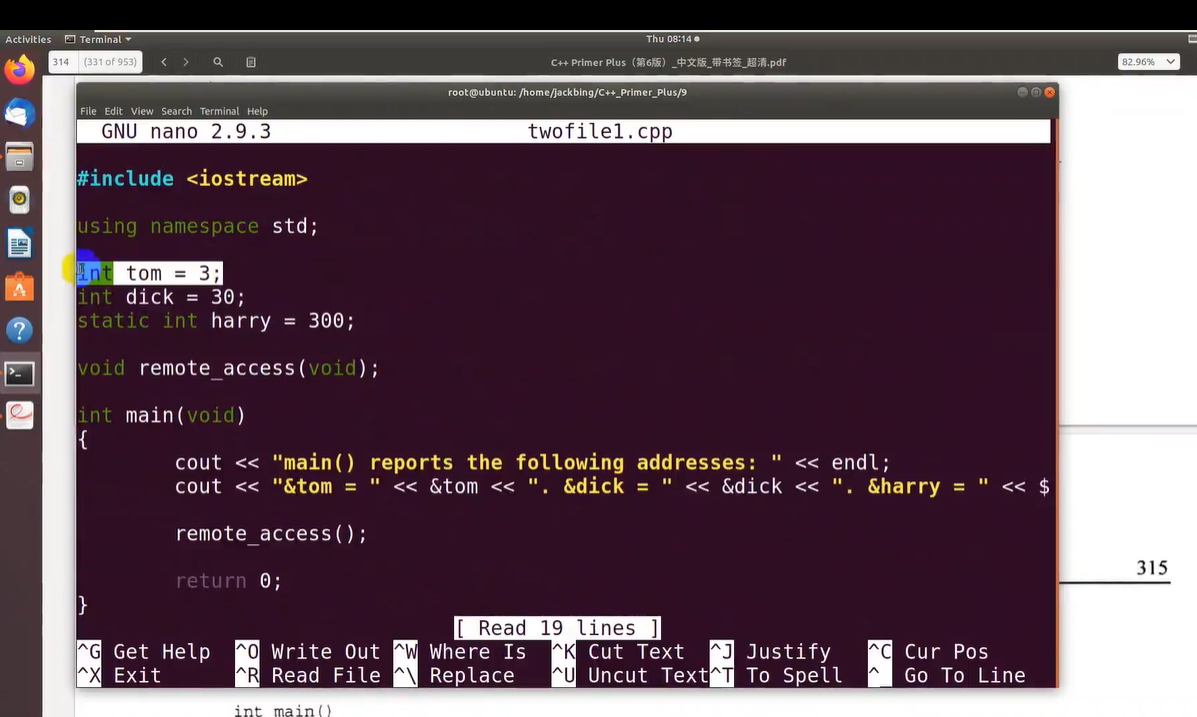 Activities
Terminal
Thu 08:14
314 (331 of 953)
C++ Primer Plus（第6版）_中文版_带书签_超清.pdf
82.96%
root@ubuntu: /home/jackbing/C++_Primer_Plus/9
File Edit View Search Terminal Help
GNU nano 2.9.3 twofile1.cpp
#include <iostream>
using namespace std;
int tom = 3;
int dick = 30;
static int harry = 300;
void remote_access(void);
int main(void)
{
cout << "main() reports the following addresses: " << endl;
cout << "&tom = " << &tom << ". &dick = " << &dick << ". &harry = " << $
remote_access();
return 0;
}
[ Read 19 lines ]
^G Get Help ^O Write Out ^W Where Is ^K Cut Text ^J Justify ^C Cur Pos
^X Exit ^R Read File ^\ Replace ^U Uncut Text ^T To Spell ^_ Go To Line
315
int main()